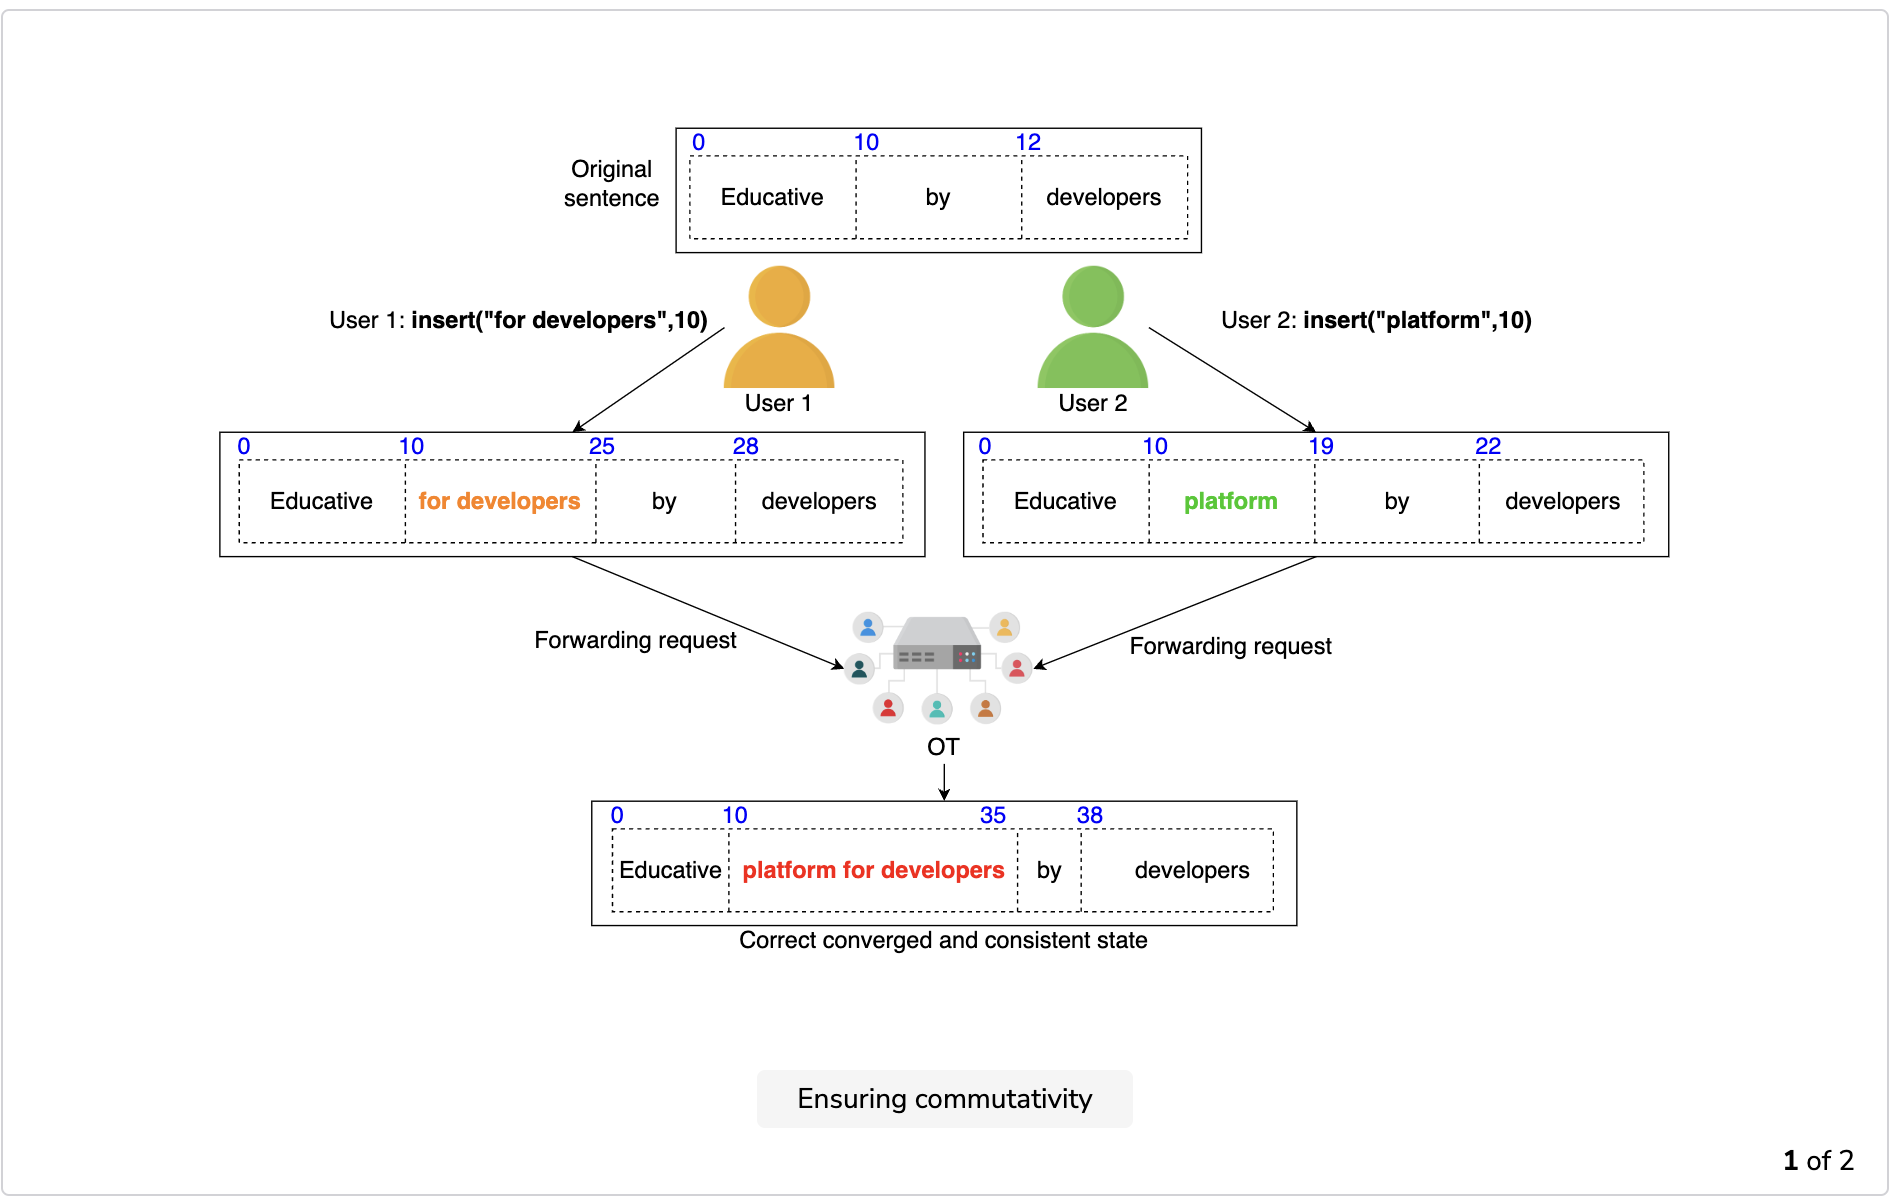 0 10 12
Original
sentence
Educative by developers
User 1: insert("for developers",10)
User 2: insert("platform",10)
User 1
User 2
0 10 25 28
Educative for developers by developers
0 10 19 22
Educative platform by developers
Forwarding request
Forwarding request
OT
0 10 35 38
Educative platform for developers by developers
Correct converged and consistent state
Ensuring commutativity
1 of 2